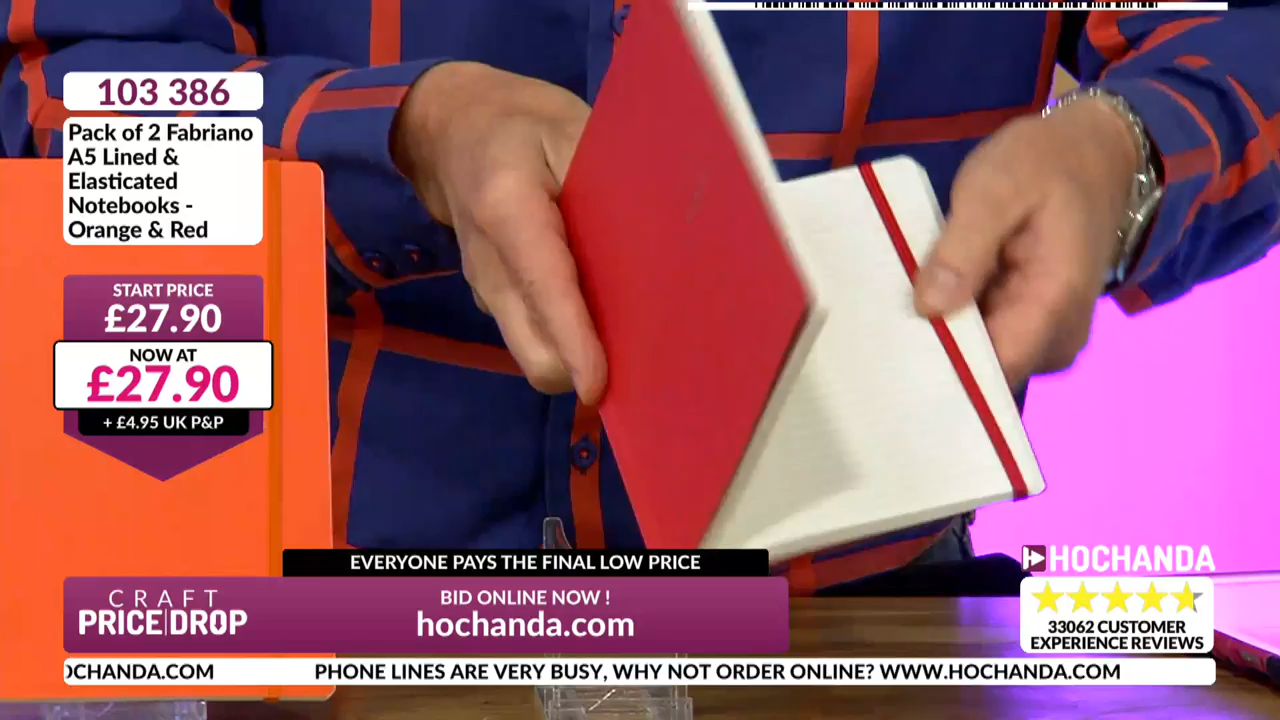 103 386
Pack of 2 Fabriano
A5 Lined &
Elasticated
Notebooks -
Orange & Red
START PRICE
£27.90
NOW AT
£27.90
+ £4.95 UK P&P
EVERYONE PAYS THE FINAL LOW PRICE
CRAFT
PRICE DROP
BID ONLINE NOW !
hochanda.com
HOCHANDA
33062 CUSTOMER
EXPERIENCE REVIEWS
OCHANDA.COM PHONE LINES ARE VERY BUSY, WHY NOT ORDER ONLINE? WWW.HOCHANDA.COM